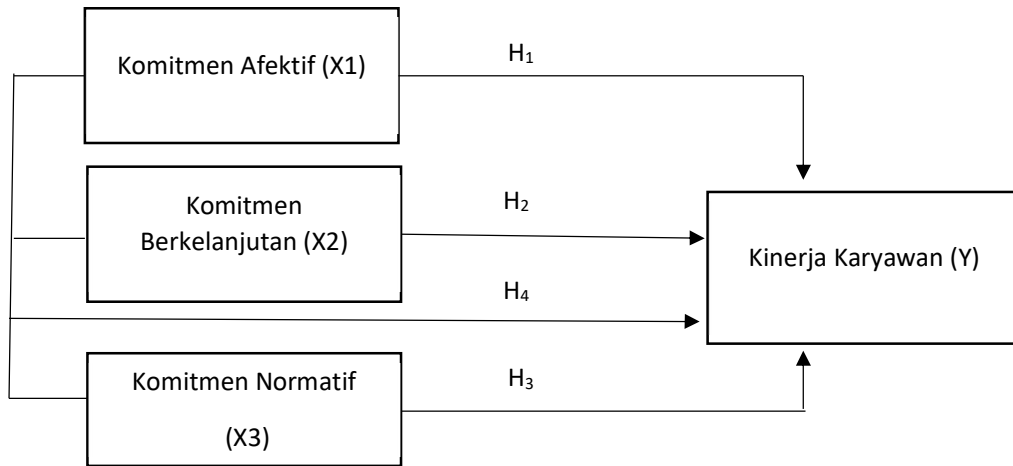 Komitmen Afektif (X1)
H₁
Komitmen
Berkelanjutan (X2)
H₂
Kinerja Karyawan (Y)
H₄
Komitmen Normatif
(X3)
H₃